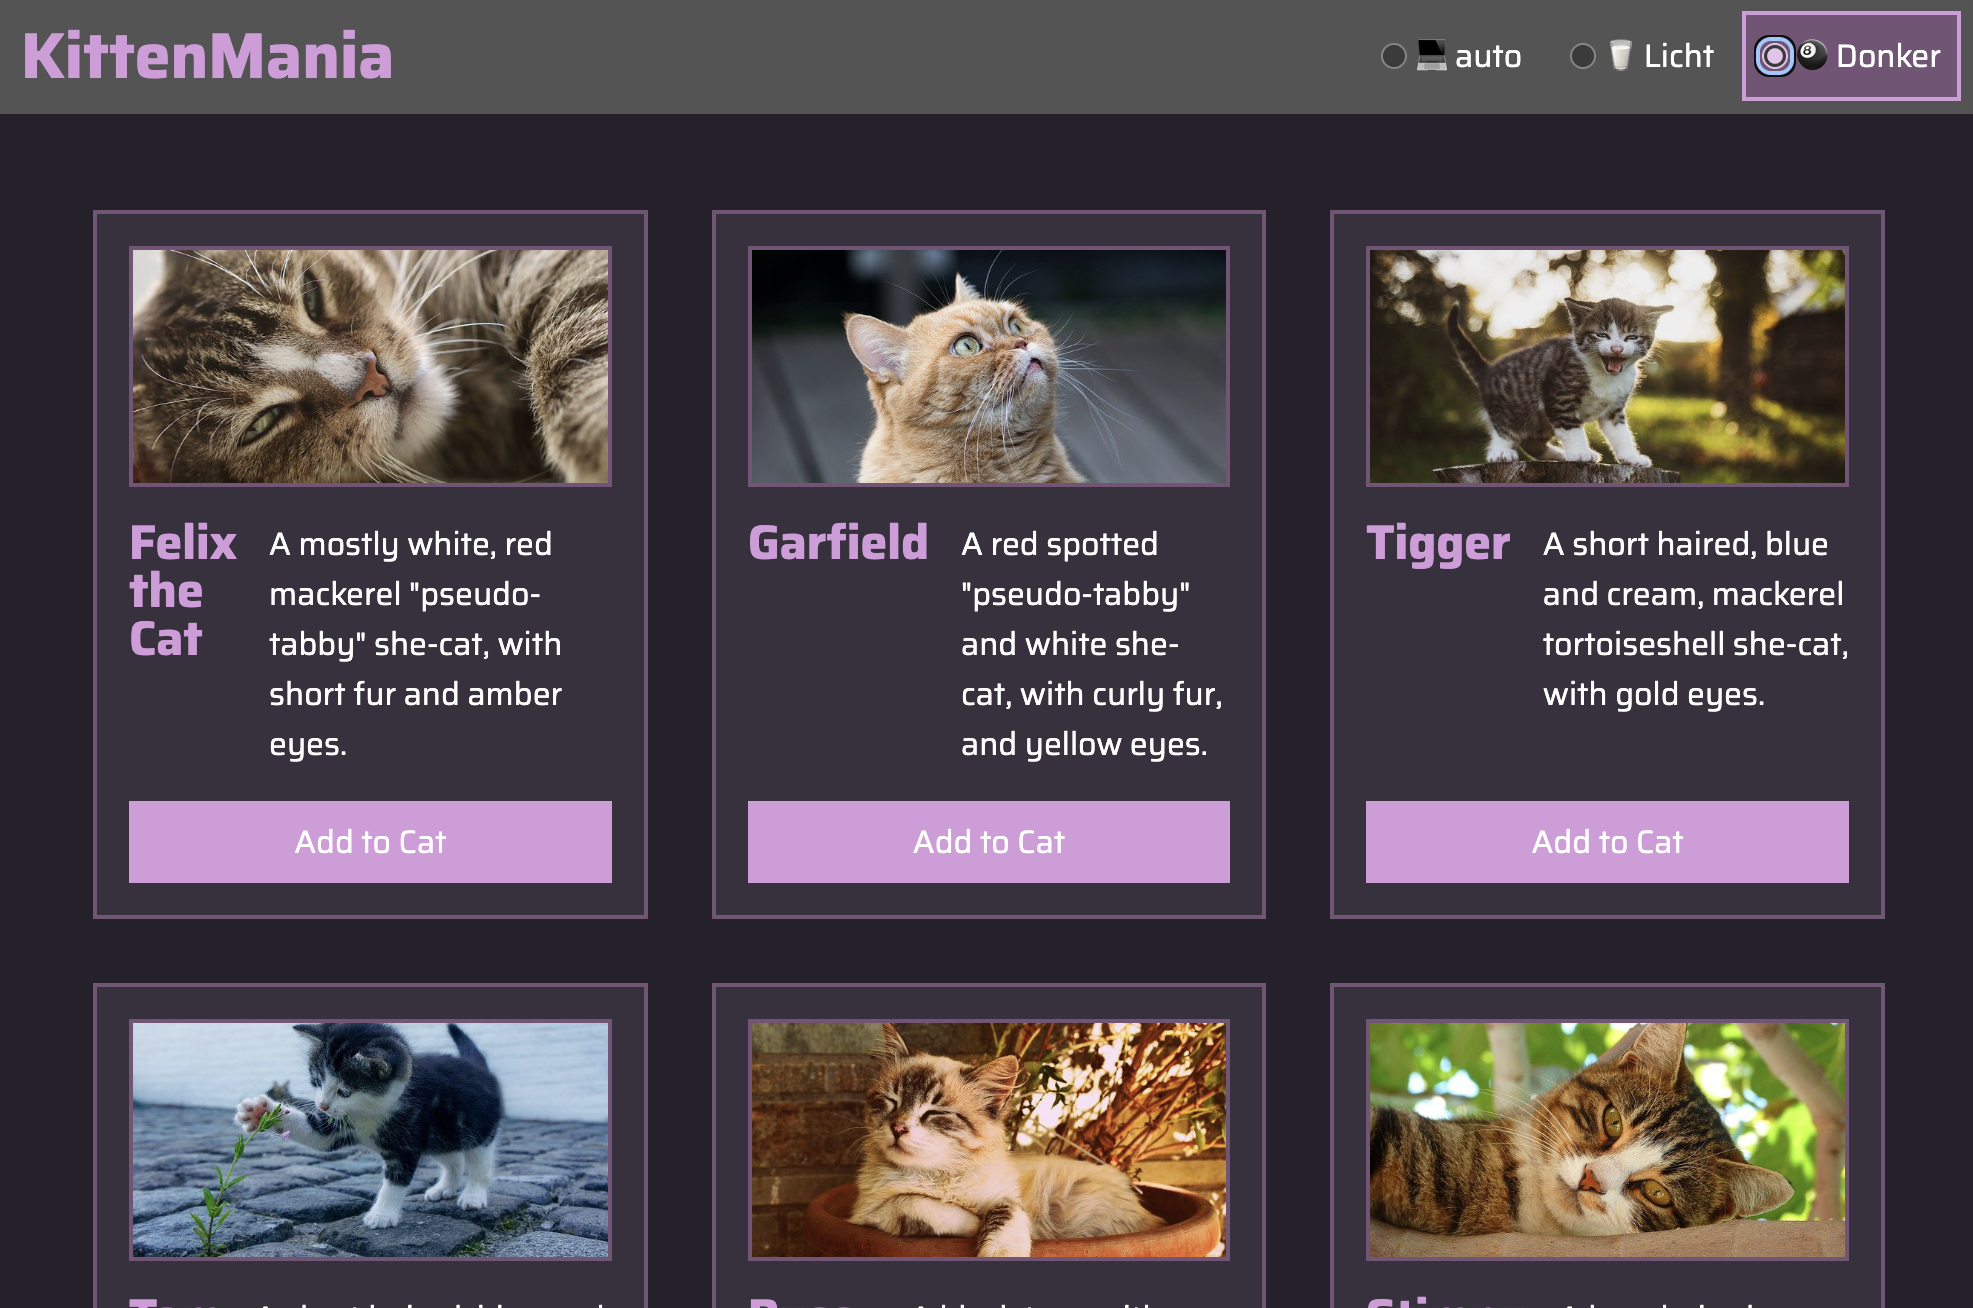 KittenMania
auto
Licht
8 Donker
Felix
the
Cat
A mostly white, red
mackerel "pseudo-
tabby" she-cat, with
short fur and amber
eyes.
Add to Cat
Garfield
A red spotted
"pseudo-tabby"
and white she-
cat, with curly fur,
and yellow eyes.
Add to Cat
Tigger
A short haired, blue
and cream, mackerel
tortoiseshell she-cat,
with gold eyes.
Add to Cat